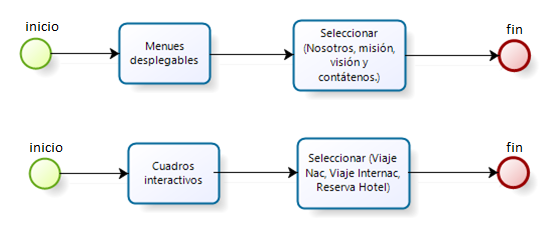 inicio
Menues
desplegables
Seleccionar
(Nosotros, misión,
visión y
contátenos.)
fin
inicio
Cuadros
interactivos
Seleccionar (Viaje
Nac, Viaje Internac,
Reserva Hotel)
fin